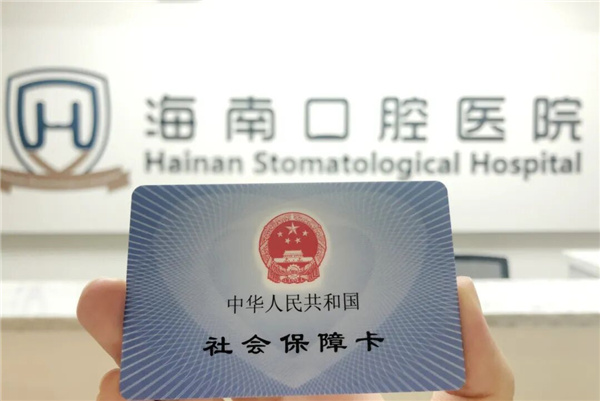 H
海南口腔医院
Hainan Stomatological Hospital
中华人民共和国
社会保障卡